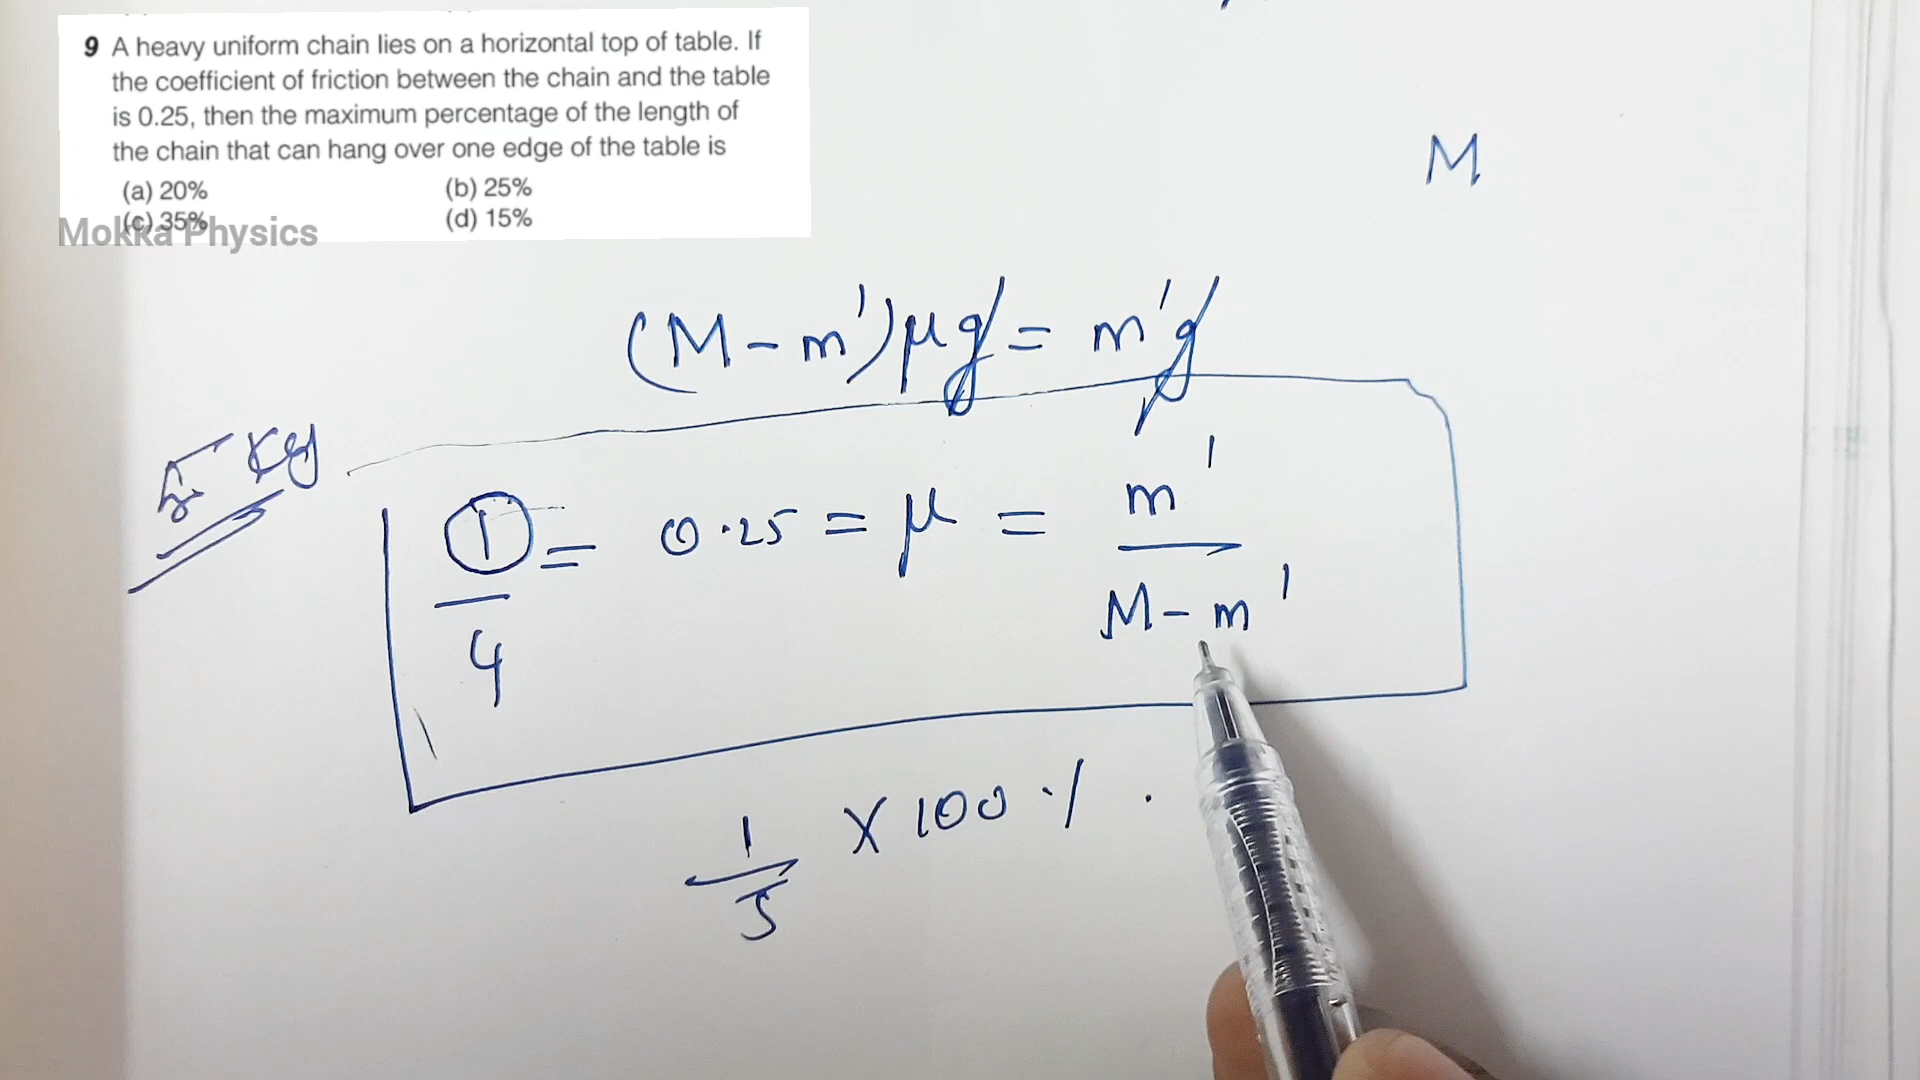 9 A heavy uniform chain lies on a horizontal top of table. If
the coefficient of friction between the chain and the table
is 0.25, then the maximum percentage of the length of
the chain that can hang over one edge of the table is
(a) 20% (b) 25%
(c) 35% (d) 15%
Mokka Physics
M
(M - m')μg = m'g
5 Kg
1/4 = 0.25 = μ = m'/(M - m')
1/5 × 100 %.